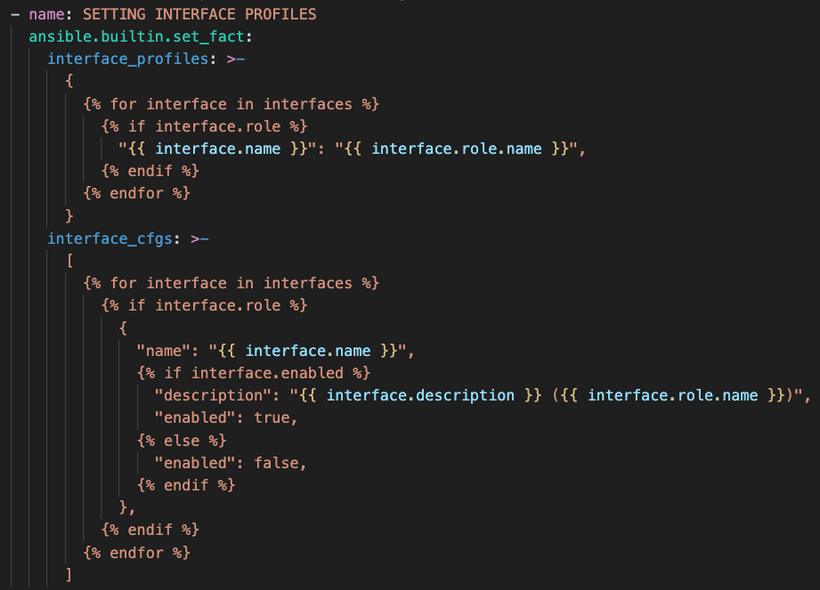 - name: SETTING INTERFACE PROFILES
  ansible.builtin.set_fact:
    interface_profiles: >-
      {
        {% for interface in interfaces %}
          {% if interface.role %}
            "{{ interface.name }}": "{{ interface.role.name }}",
          {% endif %}
        {% endfor %}
      }
    interface_cfgs: >-
      [
        {% for interface in interfaces %}
          {% if interface.role %}
            {
              "name": "{{ interface.name }}",
              {% if interface.enabled %}
                "description": "{{ interface.description }} ({{ interface.role.name }})",
                "enabled": true,
              {% else %}
                "enabled": false,
              {% endif %}
            },
          {% endif %}
        {% endfor %}
      ]